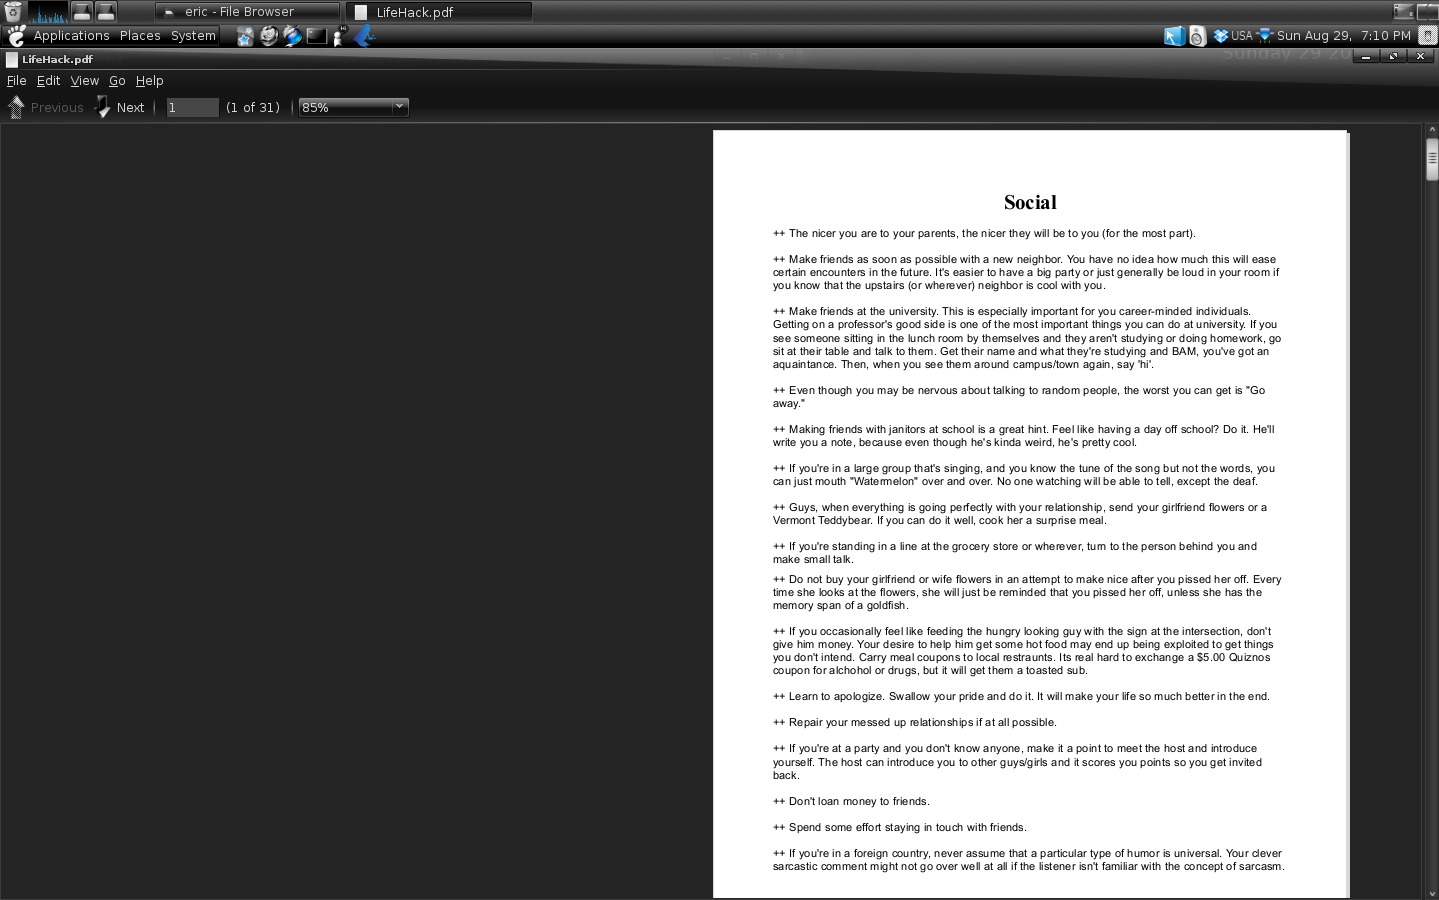 eric - File Browser
LifeHack.pdf
Applications Places System
USA
Sun Aug 29, 7:10 PM
LifeHack.pdf
Sunday 29 20
File Edit View Go Help
Previous
Next
1
(1 of 31)
85%
Social
++ The nicer you are to your parents, the nicer they will be to you (for the most part).
++ Make friends as soon as possible with a new neighbor. You have no idea how much this will ease
certain encounters in the future. It's easier to have a big party or just generally be loud in your room if
you know that the upstairs (or wherever) neighbor is cool with you.
++ Make friends at the university. This is especially important for you career-minded individuals.
Getting on a professor's good side is one of the most important things you can do at university. If you
see someone sitting in the lunch room by themselves and they aren't studying or doing homework, go
sit at their table and talk to them. Get their name and what they're studying and BAM, you've got an
aquaintance. Then, when you see them around campus/town again, say 'hi'.
++ Even though you may be nervous about talking to random people, the worst you can get is "Go
away."
++ Making friends with janitors at school is a great hint. Feel like having a day off school? Do it. He'll
write you a note, because even though he's kinda weird, he's pretty cool.
++ If you're in a large group that's singing, and you know the tune of the song but not the words, you
can just mouth "Watermelon" over and over. No one watching will be able to tell, except the deaf.
++ Guys, when everything is going perfectly with your relationship, send your girlfriend flowers or a
Vermont Teddybear. If you can do it well, cook her a surprise meal.
++ If you're standing in a line at the grocery store or wherever, turn to the person behind you and
make small talk.
++ Do not buy your girlfriend or wife flowers in an attempt to make nice after you pissed her off. Every
time she looks at the flowers, she will just be reminded that you pissed her off, unless she has the
memory span of a goldfish.
++ If you occasionally feel like feeding the hungry looking guy with the sign at the intersection, don't
give him money. Your desire to help him get some hot food may end up being exploited to get things
you don't intend. Carry meal coupons to local restraunts. Its real hard to exchange a $5.00 Quiznos
coupon for alchohol or drugs, but it will get them a toasted sub.
++ Learn to apologize. Swallow your pride and do it. It will make your life so much better in the end.
++ Repair your messed up relationships if at all possible.
++ If you're at a party and you don't know anyone, make it a point to meet the host and introduce
yourself. The host can introduce you to other guys/girls and it scores you points so you get invited
back.
++ Don't loan money to friends.
++ Spend some effort staying in touch with friends.
++ If you're in a foreign country, never assume that a particular type of humor is universal. Your clever
sarcastic comment might not go over well at all if the listener isn't familiar with the concept of sarcasm.